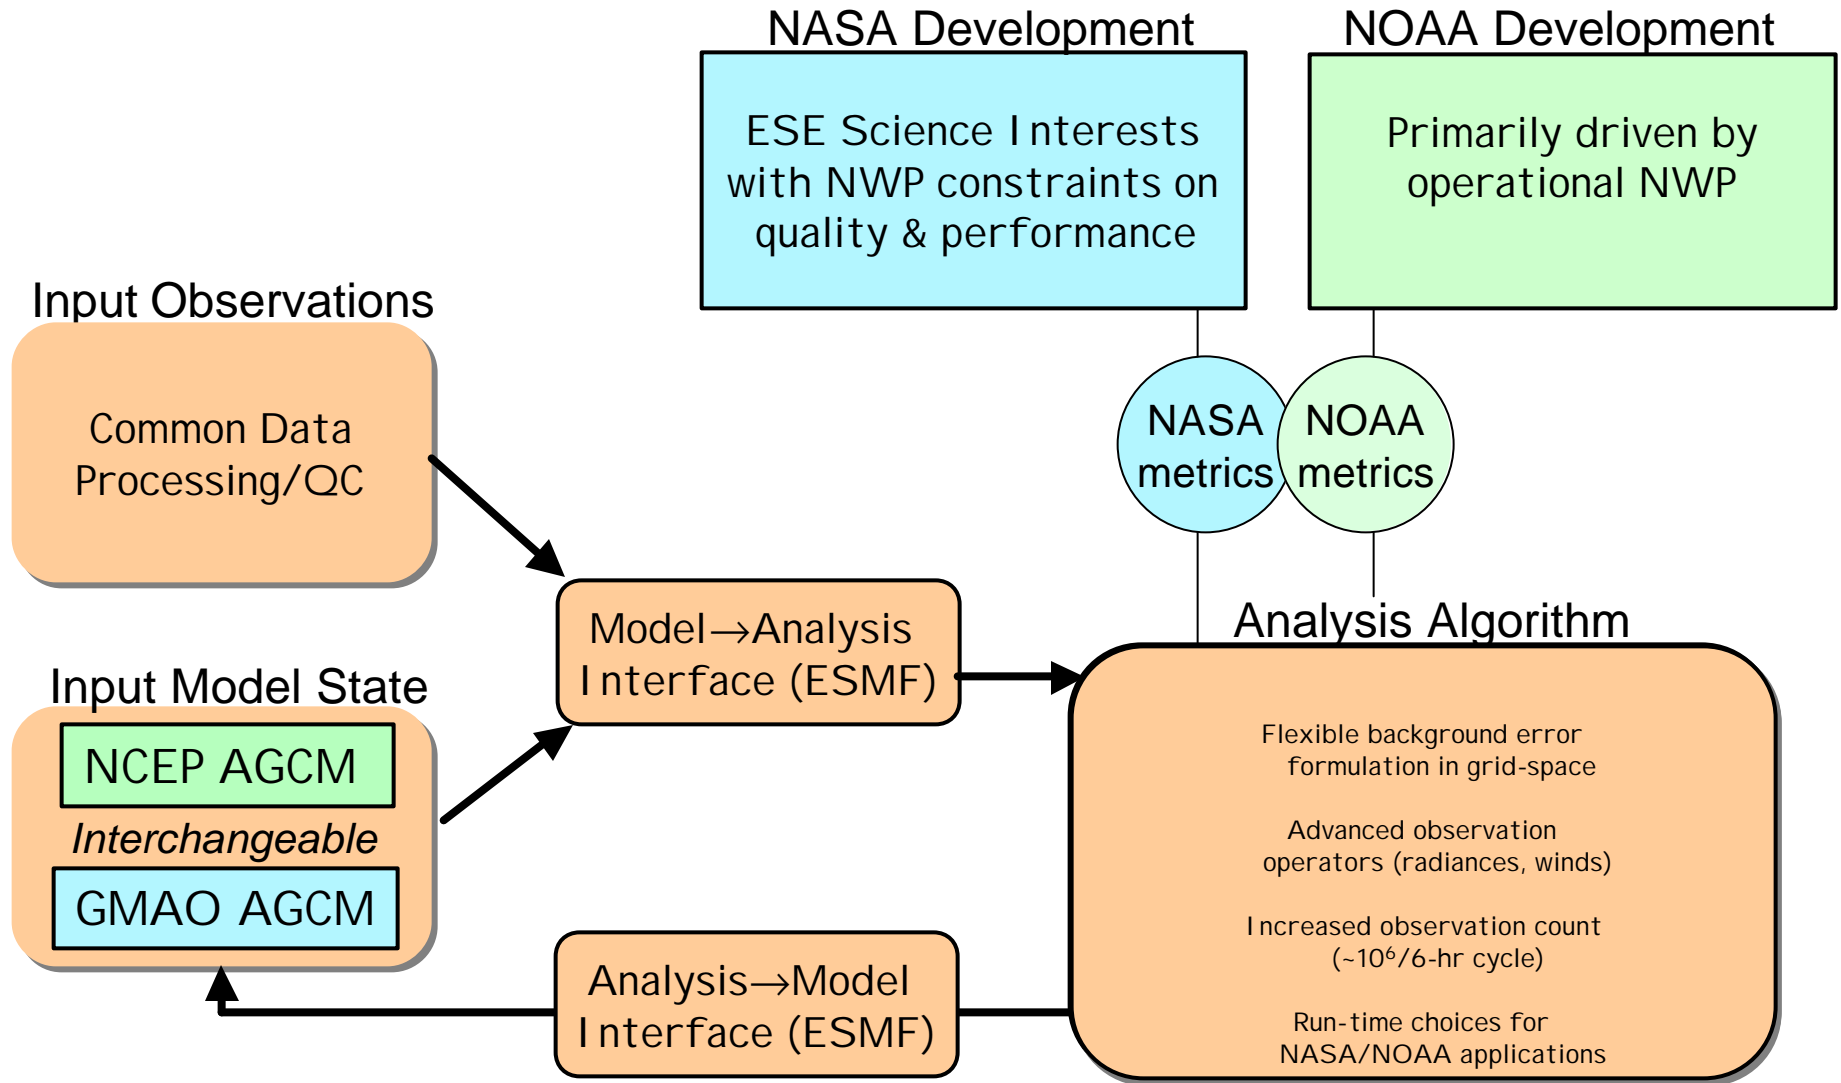 NASA Development
ESE Science Interests
with NWP constraints on
quality & performance
NOAA Development
Primarily driven by
operational NWP
Input Observations
Common Data
Processing/QC
NASA
metrics
NOAA
metrics
Model→Analysis
Interface (ESMF)
Input Model State
NCEP AGCM
Interchangeable
GMAO AGCM
Analysis→Model
Interface (ESMF)
Analysis Algorithm
Flexible background error
formulation in grid-space
Advanced observation
operators (radiances, winds)
Increased observation count
(~10⁶/6-hr cycle)
Run-time choices for
NASA/NOAA applications